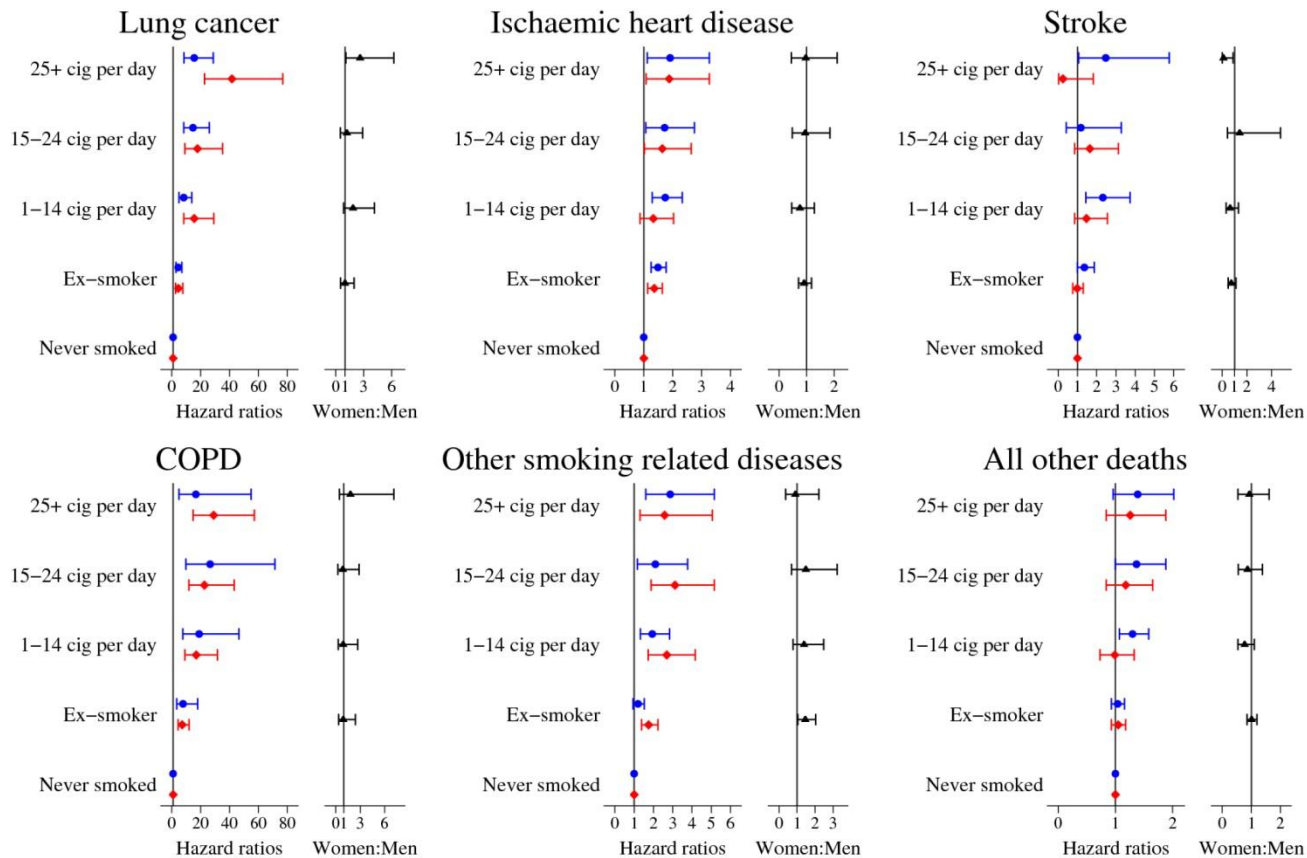 Lung cancer
25+ cig per day
15−24 cig per day
1−14 cig per day
Ex−smoker
Never smoked
0 20 40 60 80
Hazard ratios
0 1 3 6
Women:Men
Ischaemic heart disease
25+ cig per day
15−24 cig per day
1−14 cig per day
Ex−smoker
Never smoked
0 1 2 3 4
Hazard ratios
0 1 2
Women:Men
Stroke
25+ cig per day
15−24 cig per day
1−14 cig per day
Ex−smoker
Never smoked
0 1 2 3 4 5 6
Hazard ratios
0 1 2 4
Women:Men
COPD
25+ cig per day
15−24 cig per day
1−14 cig per day
Ex−smoker
Never smoked
0 20 40 60 80
Hazard ratios
0 1 3 6
Women:Men
Other smoking related diseases
25+ cig per day
15−24 cig per day
1−14 cig per day
Ex−smoker
Never smoked
0 1 2 3 4 5 6
Hazard ratios
0 1 2 3
Women:Men
All other deaths
25+ cig per day
15−24 cig per day
1−14 cig per day
Ex−smoker
Never smoked
0 1 2
Hazard ratios
0 1 2
Women:Men